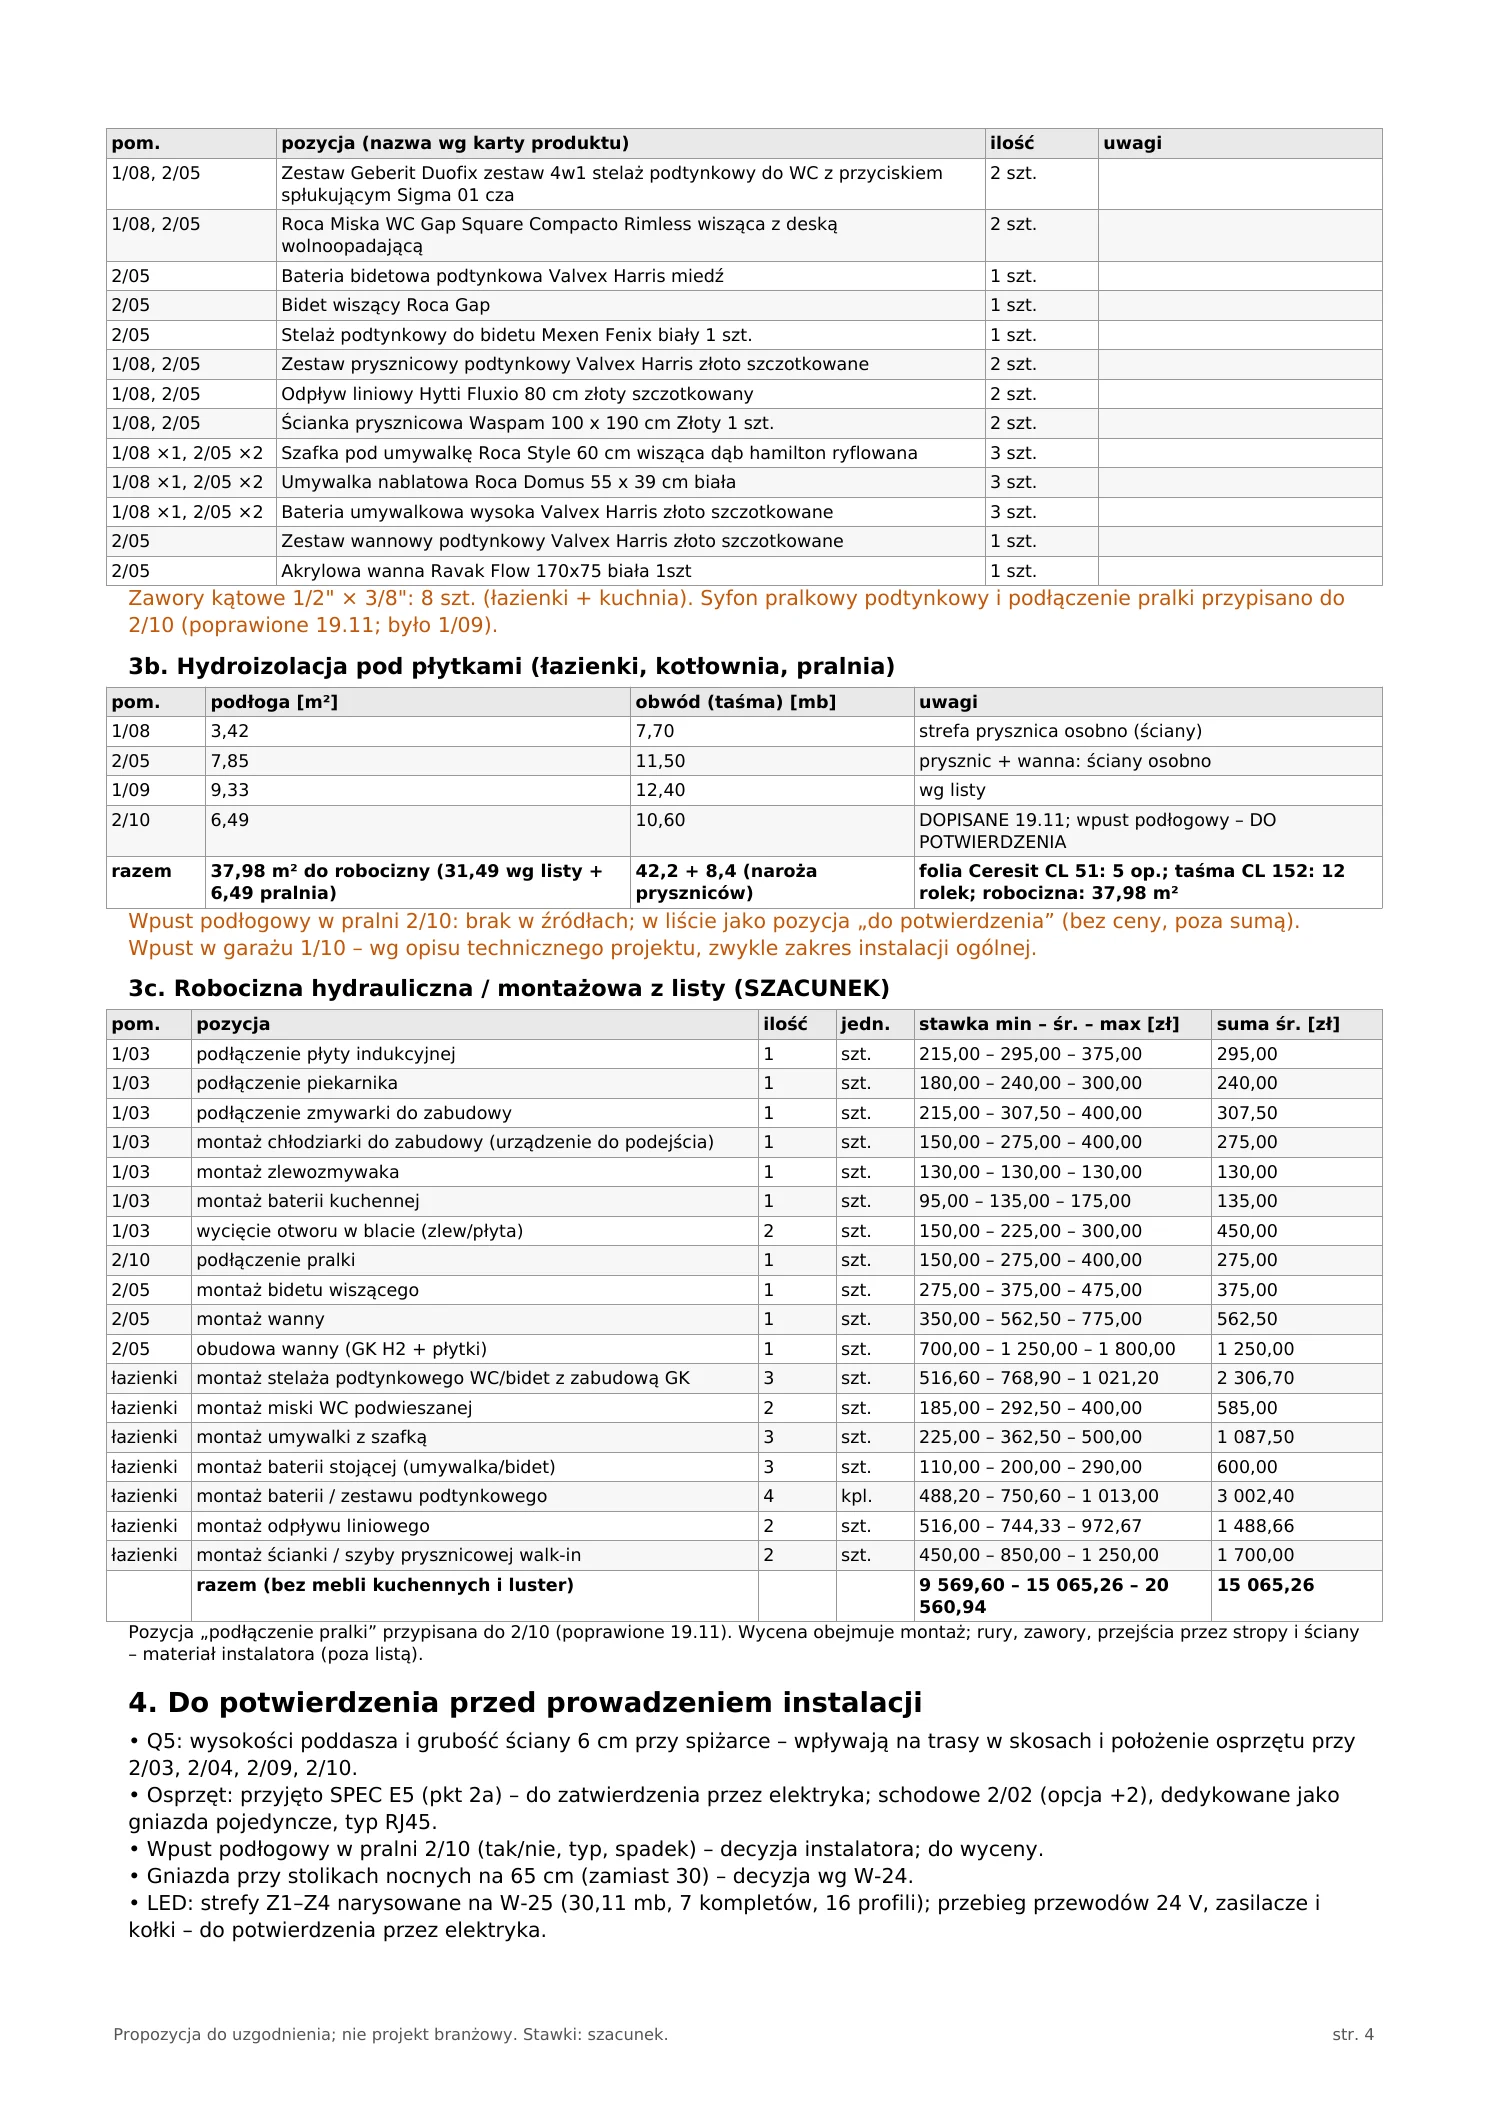 pom. pozycja (nazwa wg karty produktu) ilość uwagi
1/08, 2/05 Zestaw Geberit Duofix zestaw 4w1 stelaż podtynkowy do WC z przyciskiem 2 szt.
spłukującym Sigma 01 cza
1/08, 2/05 Roca Miska WC Gap Square Compacto Rimless wisząca z deską 2 szt.
wolnoopadającą
2/05 Bateria bidetowa podtynkowa Valvex Harris miedź 1 szt.
2/05 Bidet wiszący Roca Gap 1 szt.
2/05 Stelaż podtynkowy do bidetu Mexen Fenix biały 1 szt. 1 szt.
1/08, 2/05 Zestaw prysznicowy podtynkowy Valvex Harris złoto szczotkowane 2 szt.
1/08, 2/05 Odpływ liniowy Hytti Fluxio 80 cm złoty szczotkowany 2 szt.
1/08, 2/05 Ścianka prysznicowa Waspam 100 x 190 cm Złoty 1 szt. 2 szt.
1/08 ×1, 2/05 ×2 Szafka pod umywalkę Roca Style 60 cm wisząca dąb hamilton ryflowana 3 szt.
1/08 ×1, 2/05 ×2 Umywalka nablatowa Roca Domus 55 x 39 cm biała 3 szt.
1/08 ×1, 2/05 ×2 Bateria umywalkowa wysoka Valvex Harris złoto szczotkowane 3 szt.
2/05 Zestaw wannowy podtynkowy Valvex Harris złoto szczotkowane 1 szt.
2/05 Akrylowa wanna Ravak Flow 170x75 biała 1szt 1 szt.
Zawory kątowe 1/2" × 3/8": 8 szt. (łazienki + kuchnia). Syfon pralkowy podtynkowy i podłączenie pralki przypisano do
2/10 (poprawione 19.11; było 1/09).
3b. Hydroizolacja pod płytkami (łazienki, kotłownia, pralnia)
pom. podłoga [m²] obwód (taśma) [mb] uwagi
1/08 3,42 7,70 strefa prysznica osobno (ściany)
2/05 7,85 11,50 prysznic + wanna: ściany osobno
1/09 9,33 12,40 wg listy
2/10 6,49 10,60 DOPISANE 19.11; wpust podłogowy – DO
POTWIERDZENIA
razem 37,98 m² do robocizny (31,49 wg listy + 42,2 + 8,4 (naroża folia Ceresit CL 51: 5 op.; taśma CL 152: 12
6,49 pralnia) pryszniców) rolek; robocizna: 37,98 m²
Wpust podłogowy w pralni 2/10: brak w źródłach; w liście jako pozycja „do potwierdzenia” (bez ceny, poza sumą).
Wpust w garażu 1/10 – wg opisu technicznego projektu, zwykle zakres instalacji ogólnej.
3c. Robocizna hydrauliczna / montażowa z listy (SZACUNEK)
pom. pozycja ilość jedn. stawka min – śr. – max [zł] suma śr. [zł]
1/03 podłączenie płyty indukcyjnej 1 szt. 215,00 – 295,00 – 375,00 295,00
1/03 podłączenie piekarnika 1 szt. 180,00 – 240,00 – 300,00 240,00
1/03 podłączenie zmywarki do zabudowy 1 szt. 215,00 – 307,50 – 400,00 307,50
1/03 montaż chłodziarki do zabudowy (urządzenie do podejścia) 1 szt. 150,00 – 275,00 – 400,00 275,00
1/03 montaż zlewozmywaka 1 szt. 130,00 – 130,00 – 130,00 130,00
1/03 montaż baterii kuchennej 1 szt. 95,00 – 135,00 – 175,00 135,00
1/03 wycięcie otworu w blacie (zlew/płyta) 2 szt. 150,00 – 225,00 – 300,00 450,00
2/10 podłączenie pralki 1 szt. 150,00 – 275,00 – 400,00 275,00
2/05 montaż bidetu wiszącego 1 szt. 275,00 – 375,00 – 475,00 375,00
2/05 montaż wanny 1 szt. 350,00 – 562,50 – 775,00 562,50
2/05 obudowa wanny (GK H2 + płytki) 1 szt. 700,00 – 1 250,00 – 1 800,00 1 250,00
łazienki montaż stelaża podtynkowego WC/bidet z zabudową GK 3 szt. 516,60 – 768,90 – 1 021,20 2 306,70
łazienki montaż miski WC podwieszanej 2 szt. 185,00 – 292,50 – 400,00 585,00
łazienki montaż umywalki z szafką 3 szt. 225,00 – 362,50 – 500,00 1 087,50
łazienki montaż baterii stojącej (umywalka/bidet) 3 szt. 110,00 – 200,00 – 290,00 600,00
łazienki montaż baterii / zestawu podtynkowego 4 kpl. 488,20 – 750,60 – 1 013,00 3 002,40
łazienki montaż odpływu liniowego 2 szt. 516,00 – 744,33 – 972,67 1 488,66
łazienki montaż ścianki / szyby prysznicowej walk-in 2 szt. 450,00 – 850,00 – 1 250,00 1 700,00
razem (bez mebli kuchennych i luster) 9 569,60 – 15 065,26 – 20 15 065,26
560,94
Pozycja „podłączenie pralki” przypisana do 2/10 (poprawione 19.11). Wycena obejmuje montaż; rury, zawory, przejścia przez stropy i ściany
– materiał instalatora (poza listą).
4. Do potwierdzenia przed prowadzeniem instalacji
• Q5: wysokości poddasza i grubość ściany 6 cm przy spiżarce – wpływają na trasy w skosach i położenie osprzętu przy
2/03, 2/04, 2/09, 2/10.
• Osprzęt: przyjęto SPEC E5 (pkt 2a) – do zatwierdzenia przez elektryka; schodowe 2/02 (opcja +2), dedykowane jako
gniazda pojedyncze, typ RJ45.
• Wpust podłogowy w pralni 2/10 (tak/nie, typ, spadek) – decyzja instalatora; do wyceny.
• Gniazda przy stolikach nocnych na 65 cm (zamiast 30) – decyzja wg W-24.
• LED: strefy Z1–Z4 narysowane na W-25 (30,11 mb, 7 kompletów, 16 profili); przebieg przewodów 24 V, zasilacze i
kołki – do potwierdzenia przez elektryka.
Propozycja do uzgodnienia; nie projekt branżowy. Stawki: szacunek. str. 4